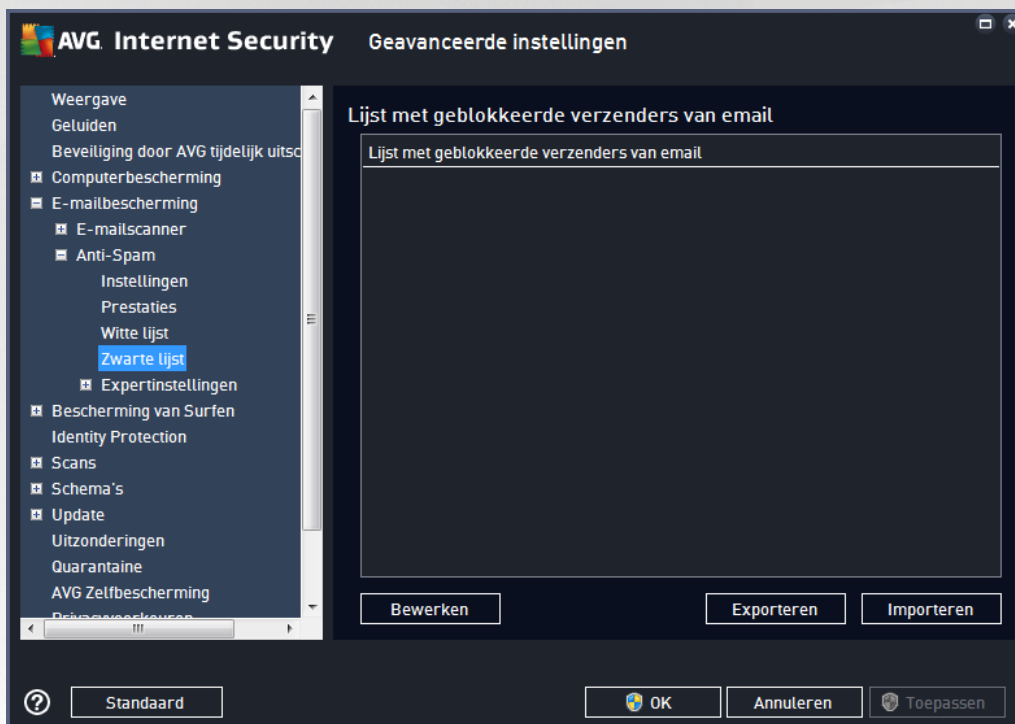 AVG. Internet Security Geavanceerde instellingen
Weergave
Geluiden
Beveiliging door AVG tijdelijk uitsc
Computerbescherming
E-mailbescherming
E-mailscanner
Anti-Spam
Instellingen
Prestaties
Witte lijst
Zwarte lijst
Expertinstellingen
Bescherming van Surfen
Identity Protection
Scans
Schema's
Update
Uitzonderingen
Quarantaine
AVG Zelfbescherming
Privacyvoorkeuren
Lijst met geblokkeerde verzenders van email
Lijst met geblokkeerde verzenders van email
Bewerken
Exporteren
Importeren
Standaard
OK
Annuleren
Toepassen